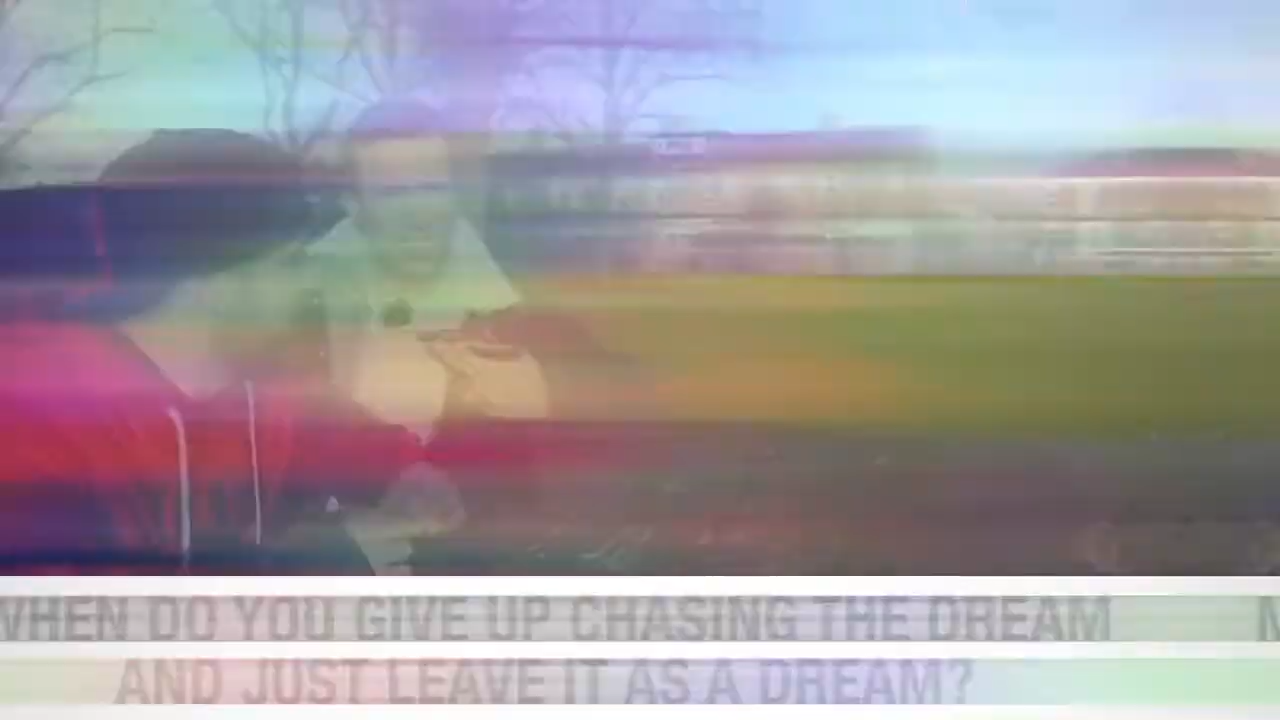 WHEN DO YOU GIVE UP CHASING THE DREAM
AND JUST LEAVE IT AS A DREAM?